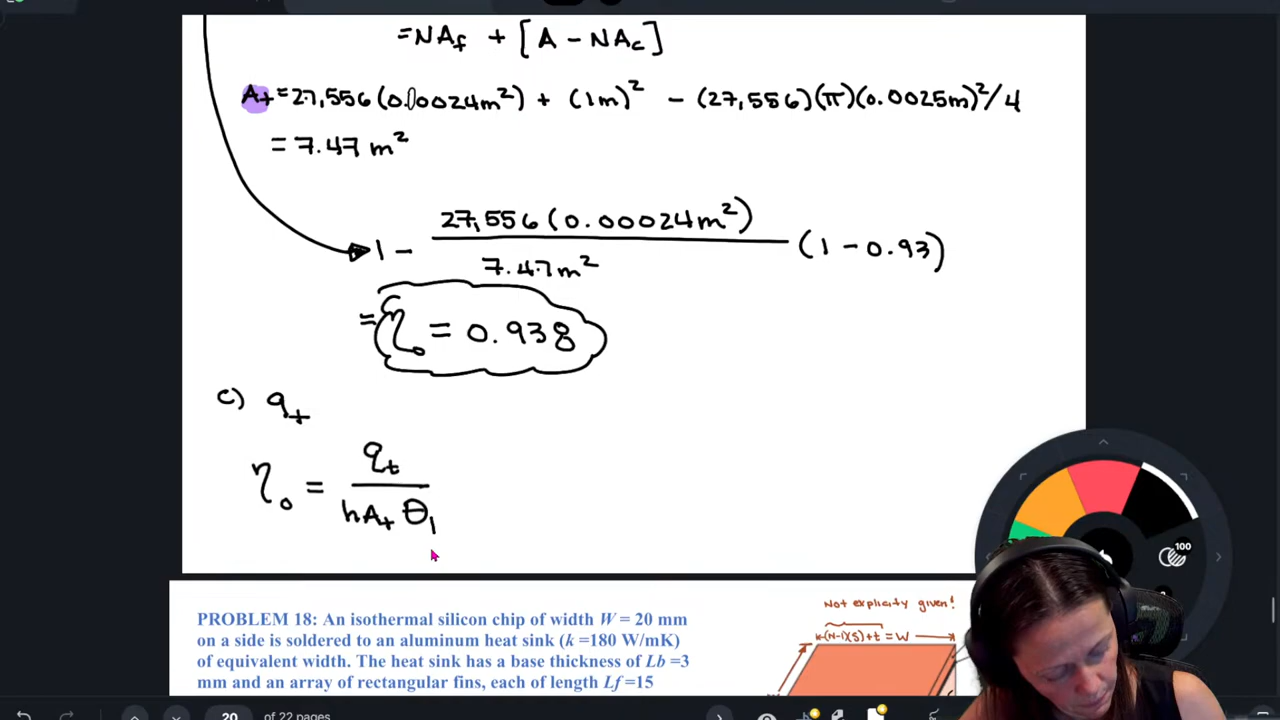 =NAf + [A - NAc]
At=27,556(0.00024m²) + (1m)² - (27,556)(π)(0.0025m)²/4
= 7.47 m²
1 - 27,556(0.00024m²) / 7.47m² (1-0.93)
= η₀ = 0.938
c) qt
η₀ = qt / hAt θ1
PROBLEM 18: An isothermal silicon chip of width W = 20 mm
on a side is soldered to an aluminum heat sink (k =180 W/mK)
of equivalent width. The heat sink has a base thickness of Lb =3
mm and an array of rectangular fins, each of length Lf =15
Not explicity given!
(N-1)(S)+t = W
100
20 of 22 pages